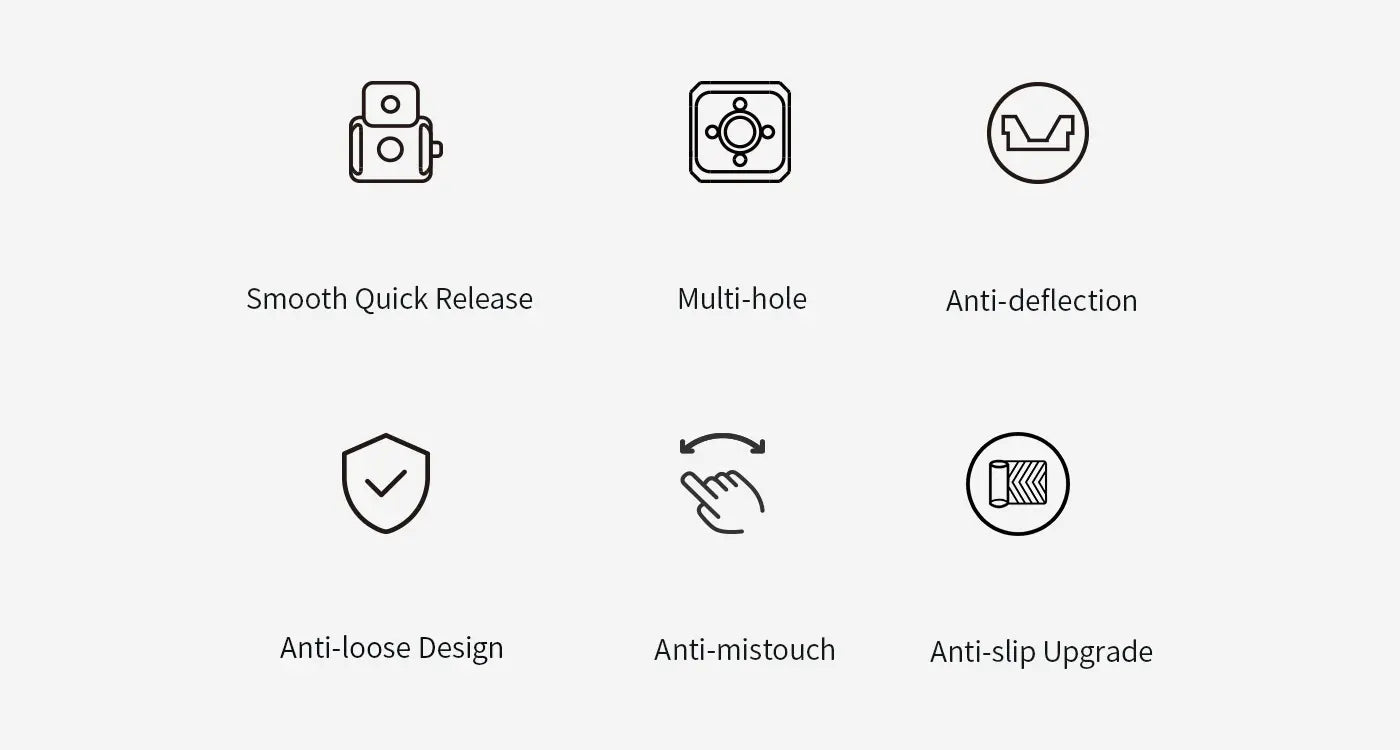 Smooth Quick Release
Multi-hole
Anti-deflection
Anti-loose Design
Anti-mistouch
Anti-slip Upgrade